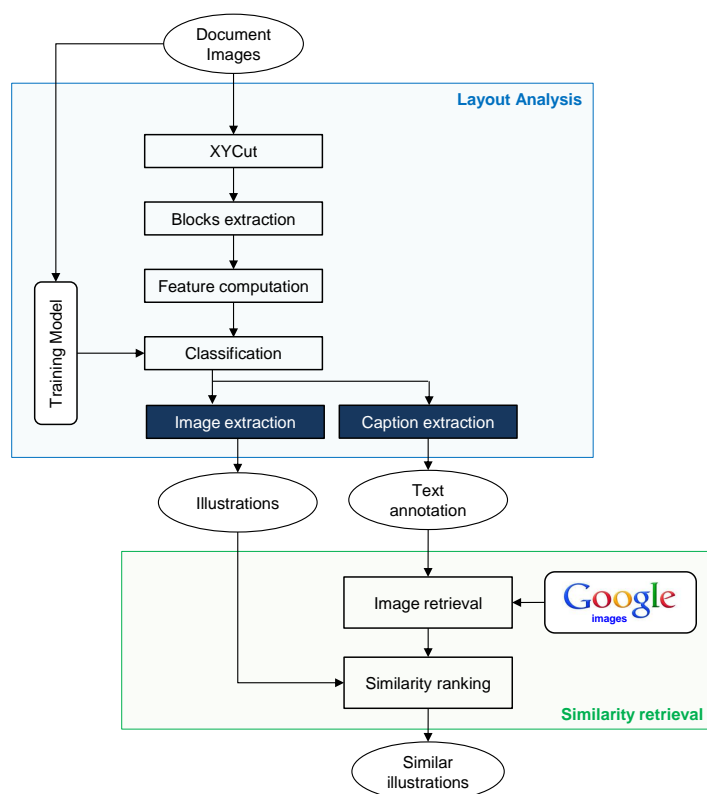 Document
Images
Layout Analysis
XYCut
Blocks extraction
Feature computation
Training Model
Classification
Image extraction
Caption extraction
Illustrations
Text
annotation
Image retrieval
Google
images
Similarity ranking
Similarity retrieval
Similar
illustrations